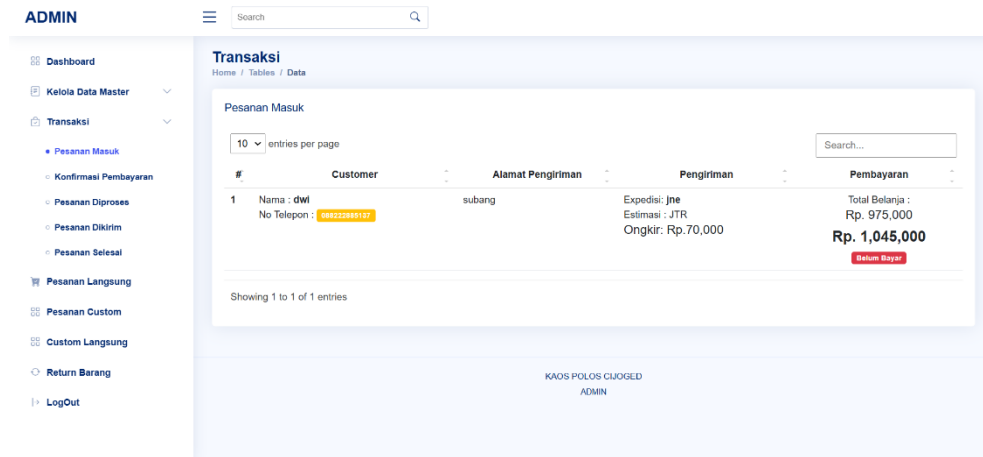 ADMIN
Search
Dashboard
Kelola Data Master
Transaksi
Pesanan Masuk
Konfirmasi Pembayaran
Pesanan Diproses
Pesanan Dikirim
Pesanan Selesai
Pesanan Langsung
Pesanan Custom
Custom Langsung
Return Barang
LogOut
Transaksi
Home / Tables / Data
Pesanan Masuk
10 entries per page
Search...
# Customer Alamat Pengiriman Pengiriman Pembayaran
1 Nama : dwi subang Expedisi: jne Total Belanja :
No Telepon : Estimasi : JTR Rp. 975,000
Ongkir: Rp.70,000 Rp. 1,045,000
Belum Bayar
Showing 1 to 1 of 1 entries
KAOS POLOS CIJOGED
ADMIN